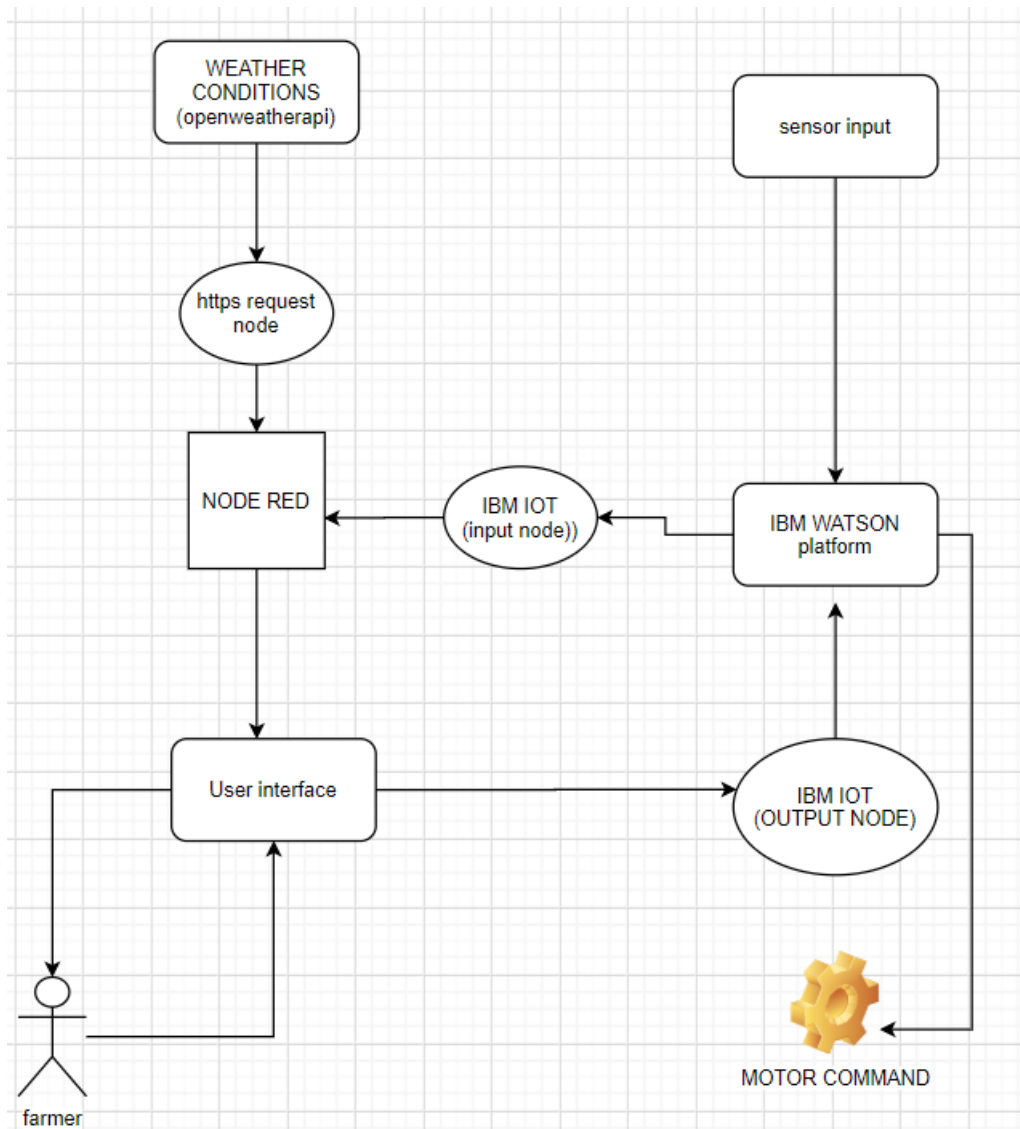 WEATHER
CONDITIONS
(openweatherapi)
sensor input
https request
node
NODE RED
IBM IOT
(input node))
IBM WATSON
platform
User interface
IBM IOT
(OUTPUT NODE)
MOTOR COMMAND
farmer